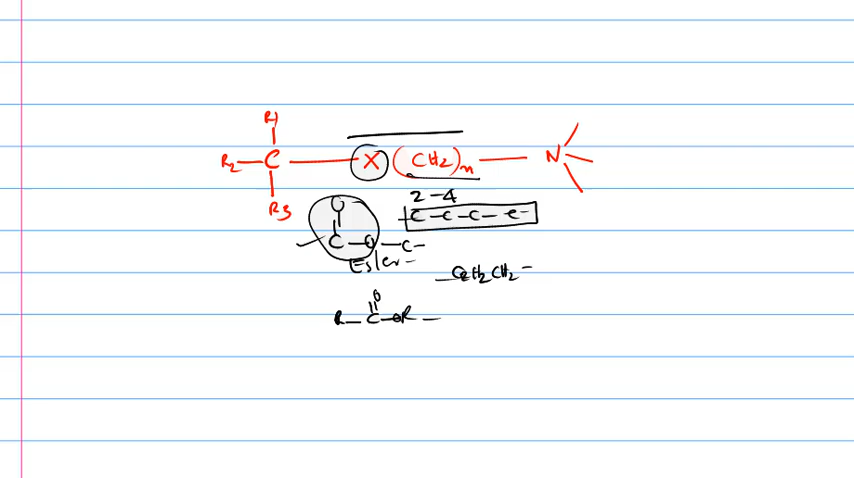 R1
R2—C—X(CH2)n—N
R3
2-4
O
C-C-C-C-
C-O-C-
Ester-
-CH2CH2-
O
R-C-OR-